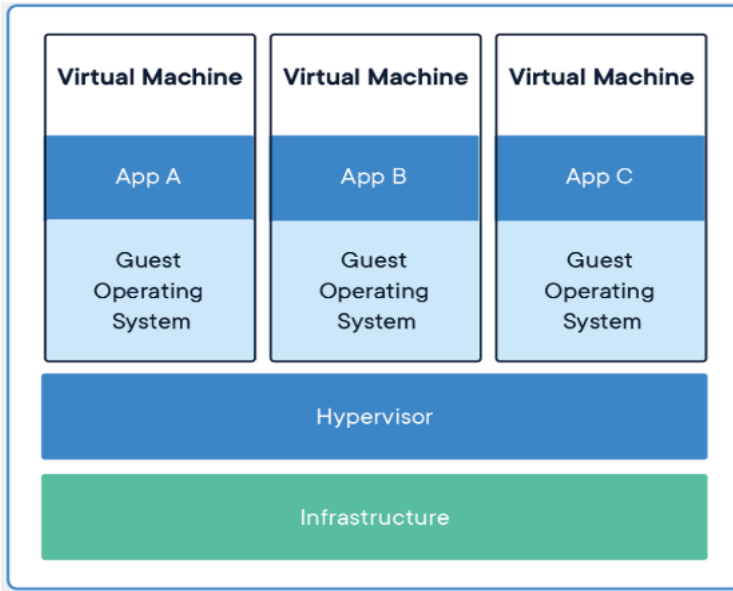 Virtual Machine
App A
Guest
Operating
System
Virtual Machine
App B
Guest
Operating
System
Virtual Machine
App C
Guest
Operating
System
Hypervisor
Infrastructure